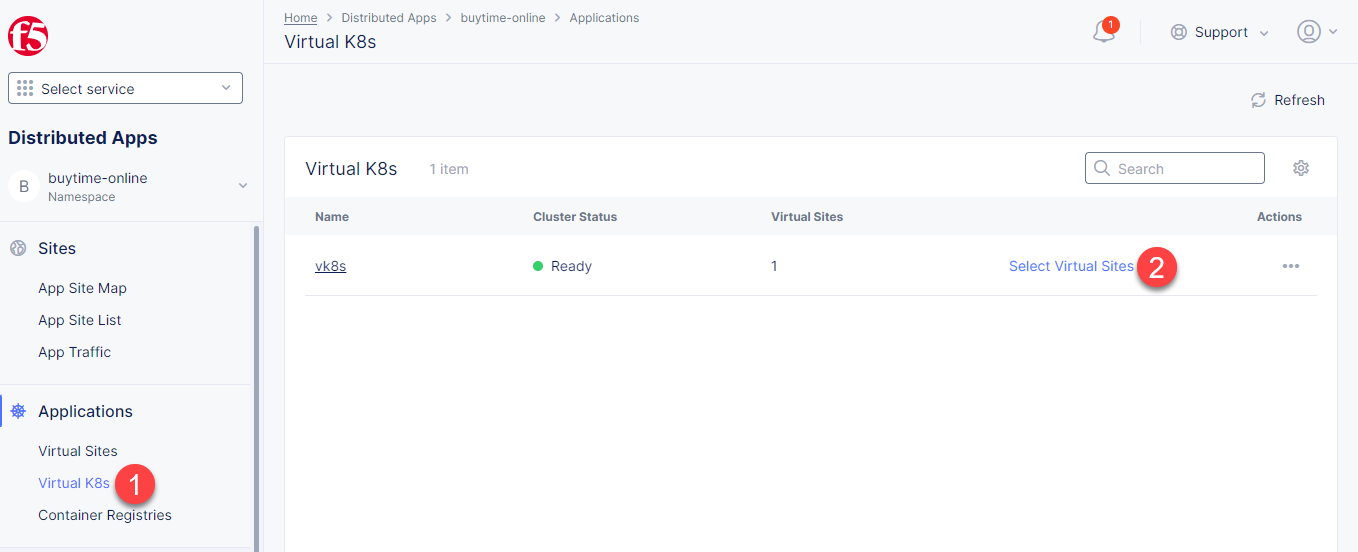 f5
Select service
Distributed Apps
B
buytime-online
Namespace
Sites
App Site Map
App Site List
App Traffic
Applications
Virtual Sites
Virtual K8s 1
Container Registries
Home > Distributed Apps > buytime-online > Applications
Virtual K8s
1
Support
Refresh
Virtual K8s 1 item
Search
Name Cluster Status Virtual Sites Actions
vk8s Ready 1 Select Virtual Sites 2